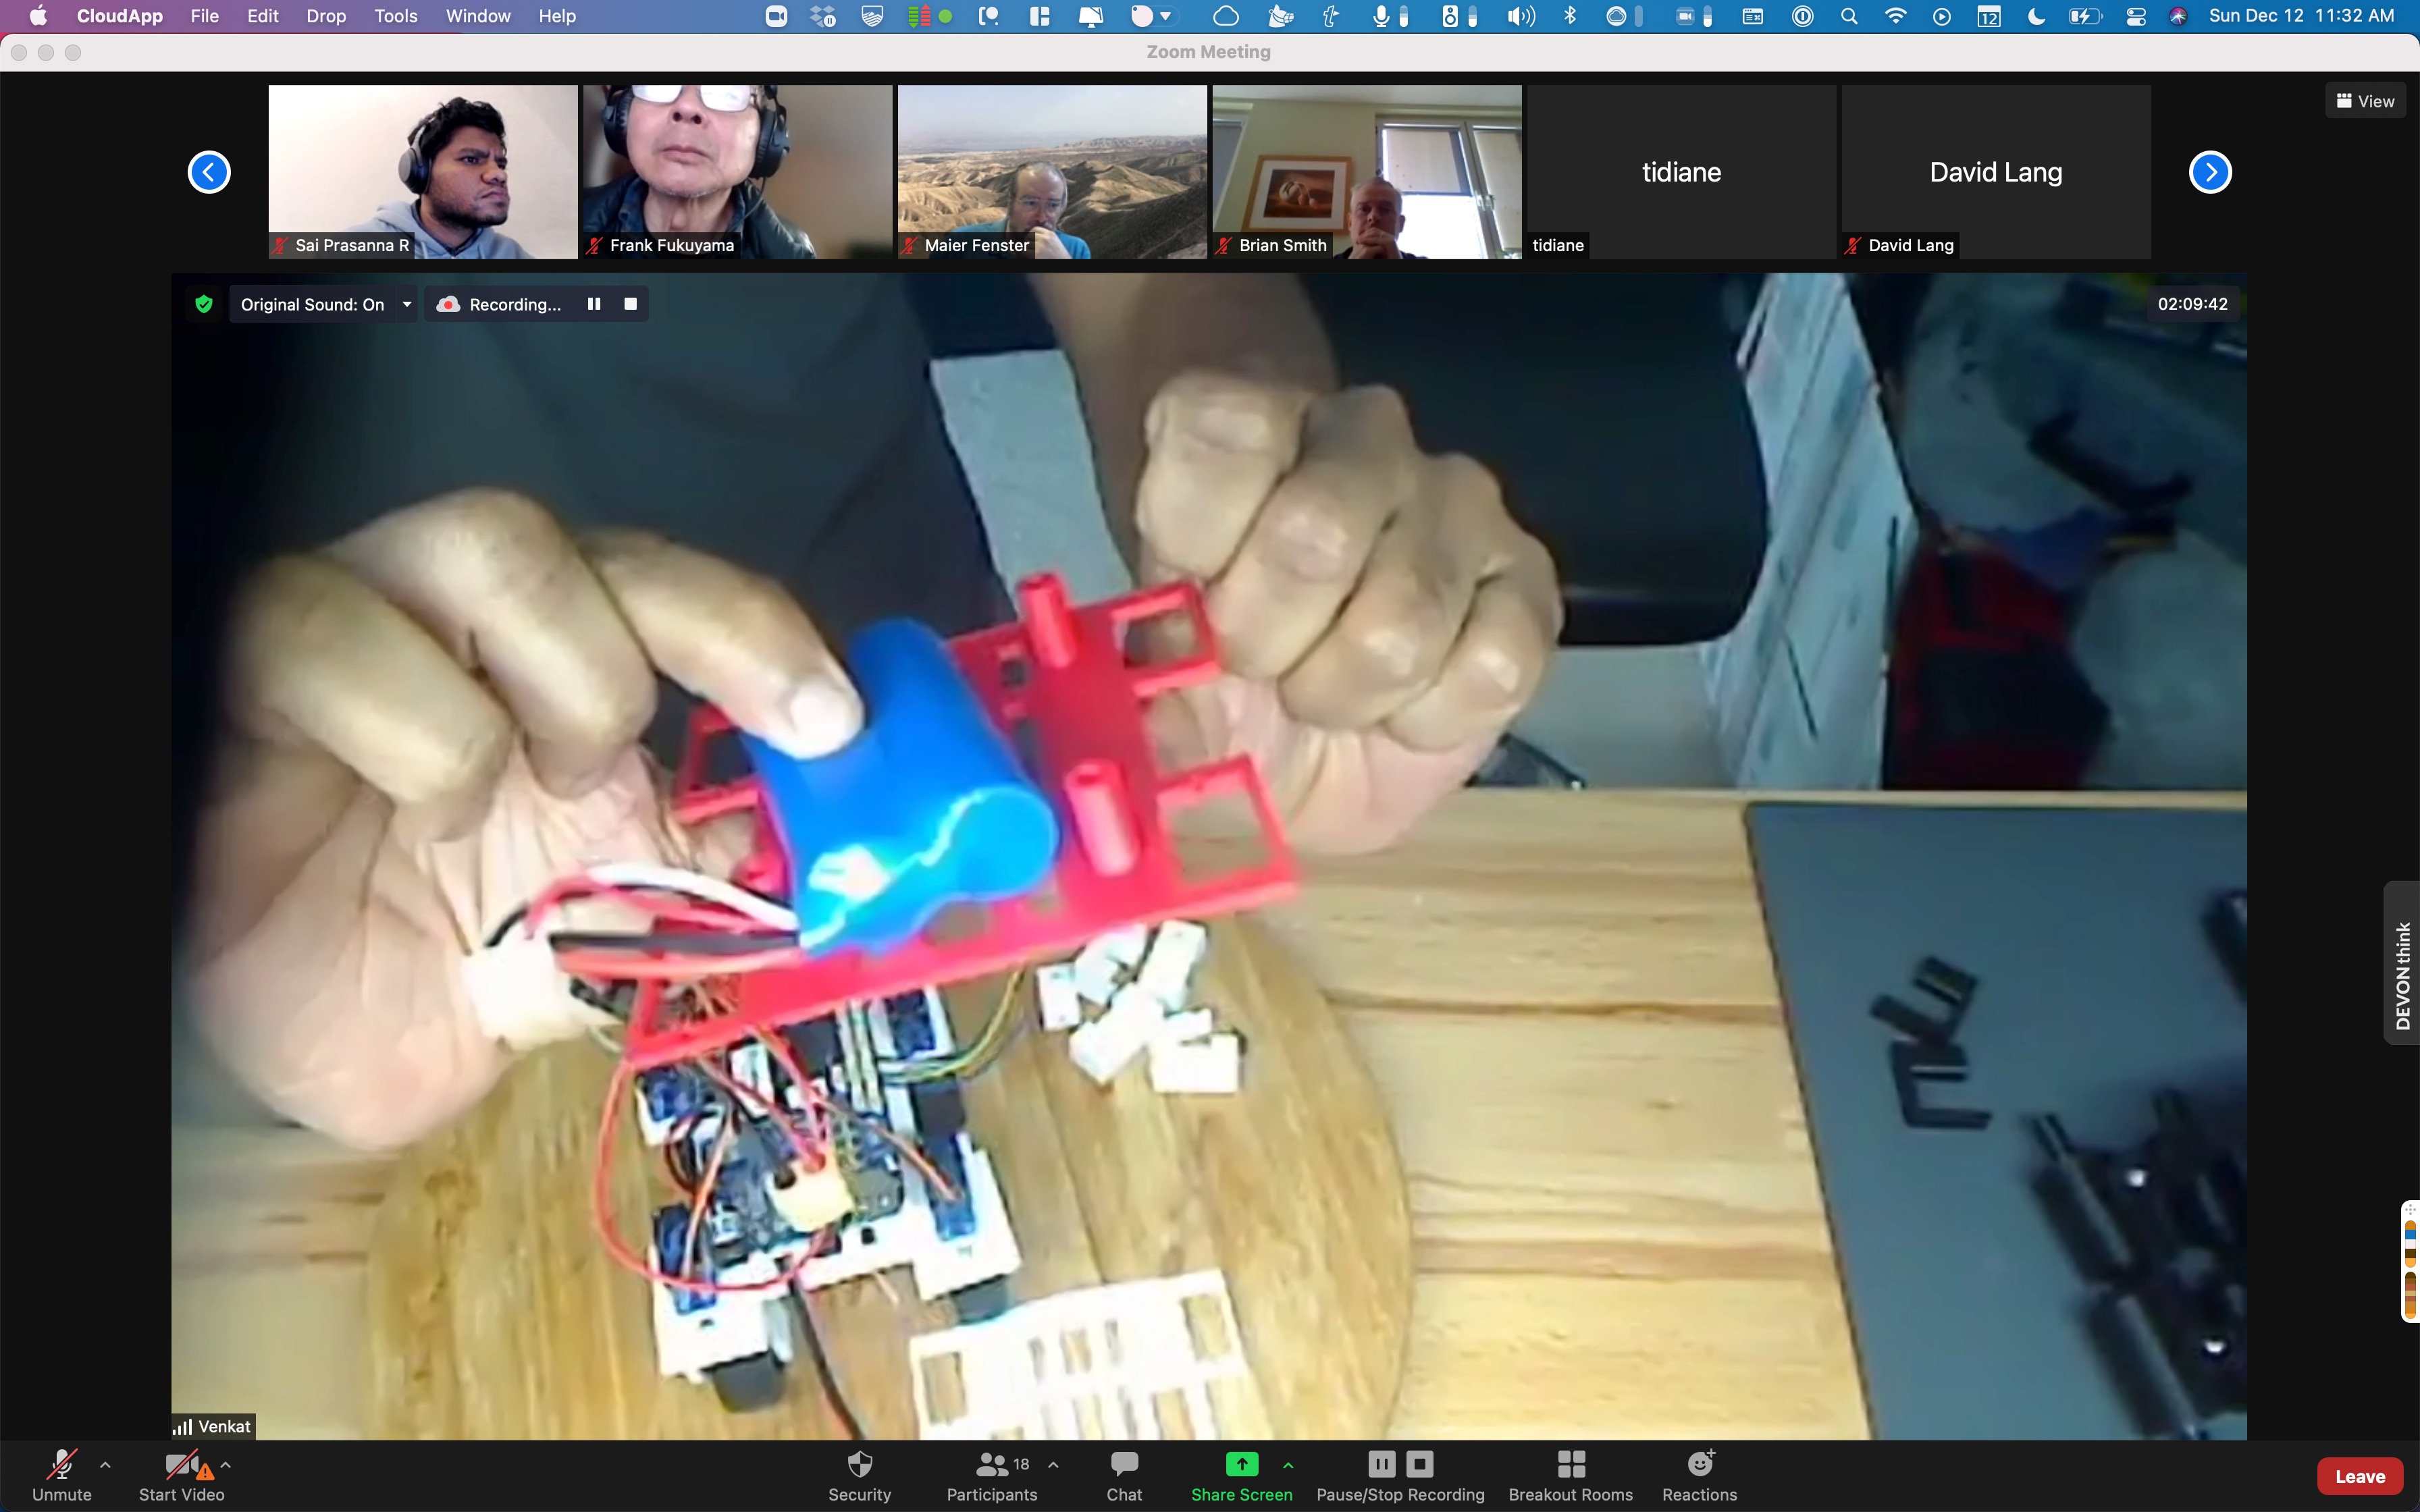 CloudApp File Edit Drop Tools Window Help 12 Sun Dec 12 11:32 AM
Zoom Meeting
View
tidiane
David Lang
Sai Prasanna R
Frank Fukuyama
Maier Fenster
Brian Smith
tidiane
David Lang
Original Sound: On
Recording...
02:09:42
DEVONthink
Venkat
18
Unmute
Start Video
Security
Participants
Chat
Share Screen
Pause/Stop Recording
Breakout Rooms
Reactions
Leave